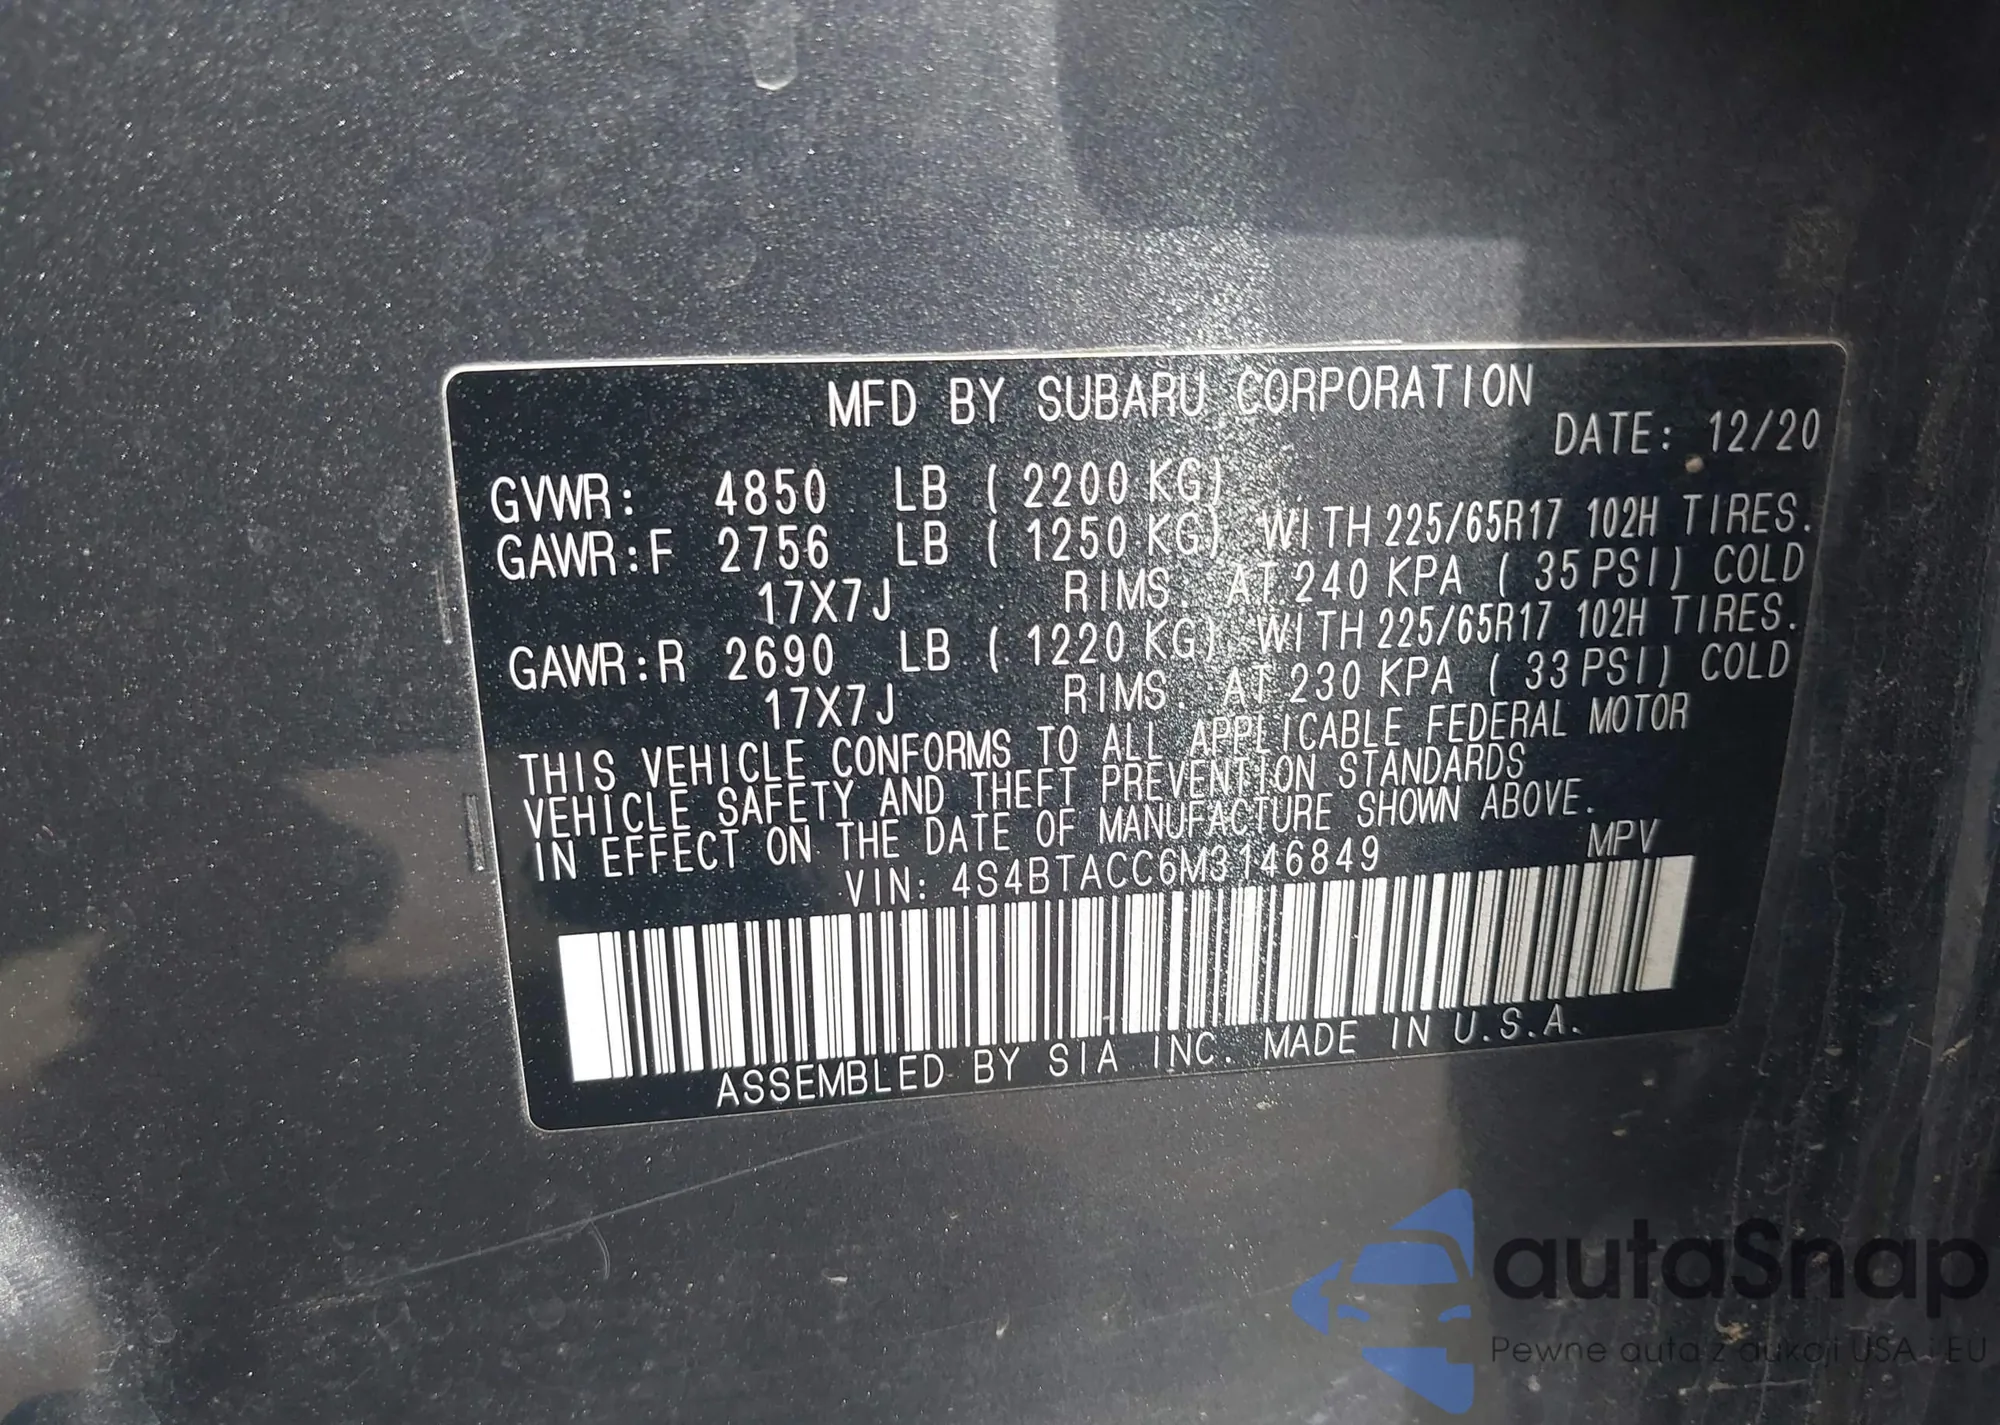 MFD BY SUBARU CORPORATION
DATE: 12/20
GVWR: 4850 LB ( 2200 KG)
GAWR:F 2756 LB ( 1250 KG) WITH 225/65R17 102H TIRES.
17X7J RIMS. AT 240 KPA ( 35 PSI) COLD
GAWR:R 2690 LB ( 1220 KG) WITH 225/65R17 102H TIRES.
17X7J RIMS. AT 230 KPA ( 33 PSI) COLD
THIS VEHICLE CONFORMS TO ALL APPLICABLE FEDERAL MOTOR
VEHICLE SAFETY AND THEFT PREVENTION STANDARDS
IN EFFECT ON THE DATE OF MANUFACTURE SHOWN ABOVE.
VIN: 4S4BTACC6M3146849 MPV
ASSEMBLED BY SIA INC. MADE IN U.S.A.
autaSnap
Pewne auta z aukcji USA i EU